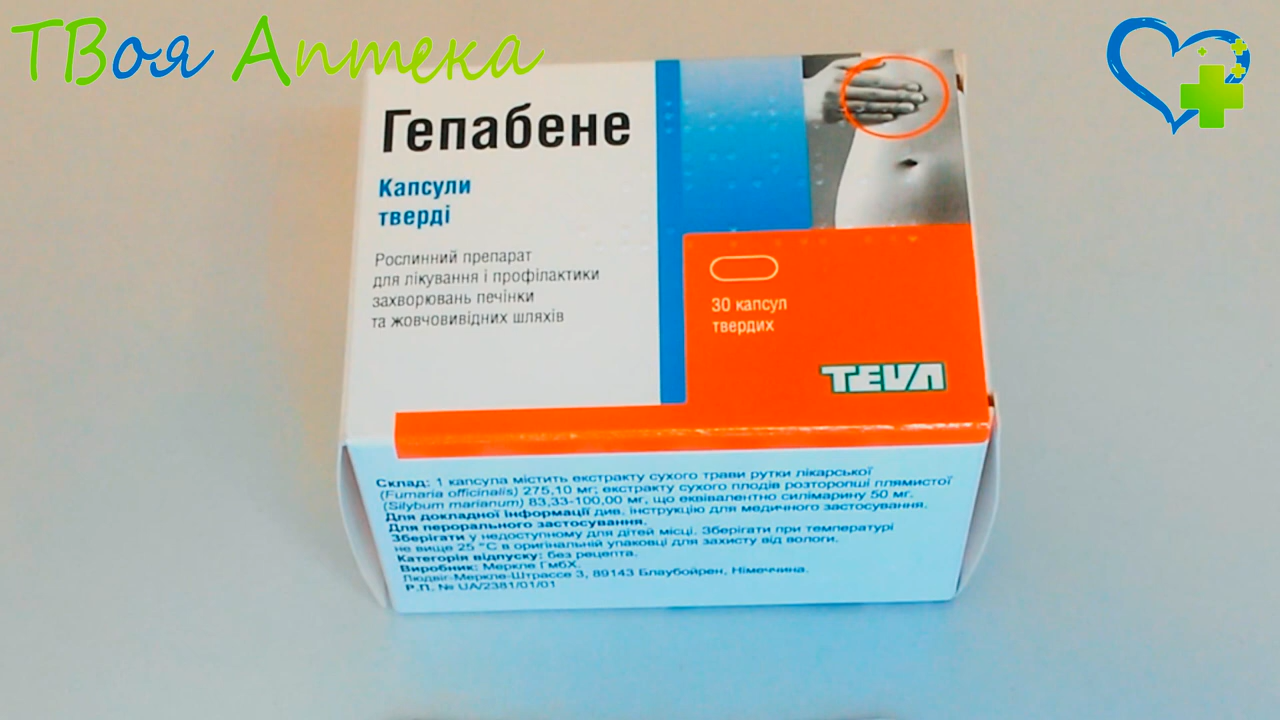 ТВоя Аптека
Гепабене
Капсули
тверді
Рослинний препарат
для лікування і профілактики
захворювань печінки
та жовчовивідних шляхів
30 капсул
твердих
TEVA
Склад: 1 капсула містить екстракту сухого трави рутки лікарської
(Fumaria officinalis) 275,10 мг; екстракту сухого плодів розторопші плямистої
(Silybum marianum) 83,33-100,00 мг, що еквівалентно силімарину 50 мг.
Для докладної інформації див. інструкцію для медичного застосування.
Для перорального застосування.
Зберігати у недоступному для дітей місці. Зберігати при температурі
не вище 25 °C в оригінальній упаковці для захисту від вологи.
Категорія відпуску: без рецепта.
Виробник: Меркле ГмбХ.
Людвіг-Меркле-Штрассе 3, 89143 Блаубойрен, Німеччина.
Р.П. № UA/2381/01/01